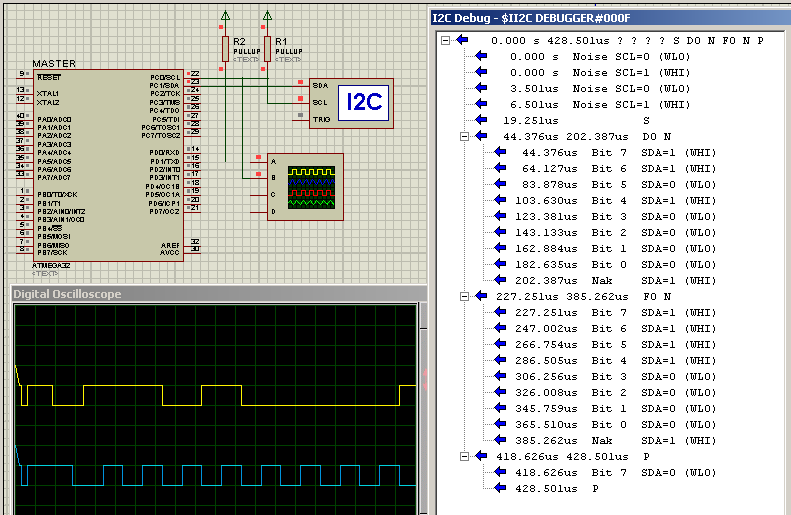 I2C Debug - $II2C DEBUGGER#000F
R2
PULLUP
<TEXT>
R1
PULLUP
<TEXT>
MASTER
9 RESET
13 XTAL1
12 XTAL2
40 PA0/ADC0
39 PA1/ADC1
38 PA2/ADC2
37 PA3/ADC3
36 PA4/ADC4
35 PA5/ADC5
34 PA6/ADC6
33 PA7/ADC7
1 PB0/T0/XCK
2 PB1/T1
3 PB2/AIN0/INT2
4 PB3/AIN1/OC0
5 PB4/SS
6 PB5/MOSI
7 PB6/MISO
8 PB7/SCK
PC0/SCL 22
PC1/SDA 23
PC2/TCK 24
PC3/TMS 25
PC4/TDO 26
PC5/TDI 27
PC6/TOSC1 28
PC7/TOSC2 29
PD0/RXD 14
PD1/TXD 15
PD2/INT0 16
PD3/INT1 17
PD4/OC1B 18
PD5/OC1A 19
PD6/ICP1 20
PD7/OC2 21
AREF 32
AVCC 30
ATMEGA32
<TEXT>
SDA
SCL
TRIG
I2C
A
B
C
D
Digital Oscilloscope
0.000 s 428.501us ? ? ? ? S D0 N F0 N P
0.000 s Noise SCL=0 (WLO)
0.000 s Noise SCL=1 (WHI)
3.501us Noise SCL=0 (WLO)
6.501us Noise SCL=1 (WHI)
19.251us S
44.376us 202.387us D0 N
44.376us Bit 7 SDA=1 (WHI)
64.127us Bit 6 SDA=1 (WHI)
83.878us Bit 5 SDA=0 (WLO)
103.630us Bit 4 SDA=1 (WHI)
123.381us Bit 3 SDA=0 (WLO)
143.133us Bit 2 SDA=0 (WLO)
162.884us Bit 1 SDA=0 (WLO)
182.635us Bit 0 SDA=0 (WLO)
202.387us Nak SDA=1 (WHI)
227.251us 385.262us F0 N
227.251us Bit 7 SDA=1 (WHI)
247.002us Bit 6 SDA=1 (WHI)
266.754us Bit 5 SDA=1 (WHI)
286.505us Bit 4 SDA=1 (WHI)
306.256us Bit 3 SDA=0 (WLO)
326.008us Bit 2 SDA=0 (WLO)
345.759us Bit 1 SDA=0 (WLO)
365.510us Bit 0 SDA=0 (WLO)
385.262us Nak SDA=1 (WHI)
418.626us 428.501us P
418.626us Bit 7 SDA=0 (WLO)
428.501us P